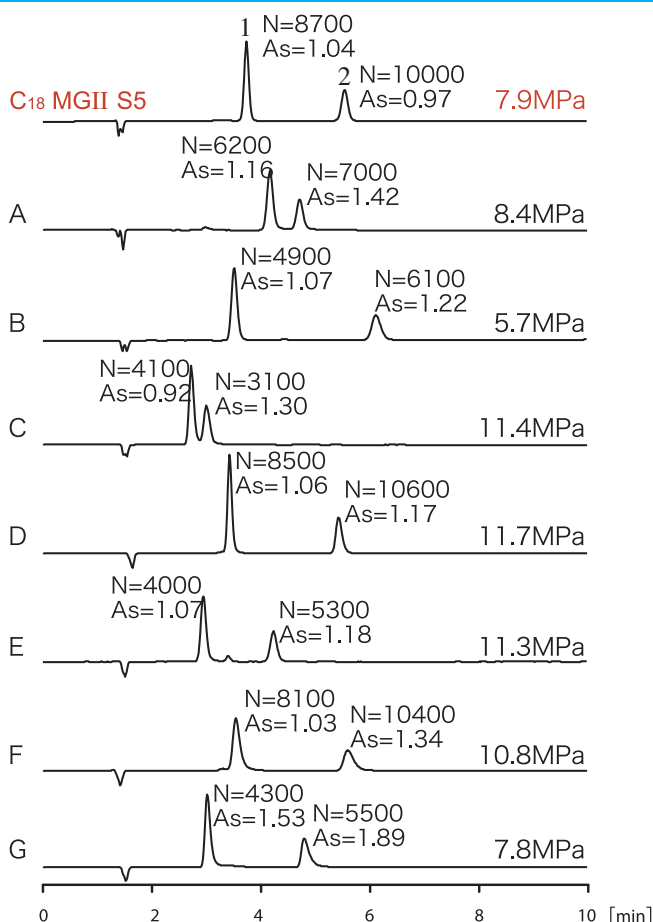 1 N=8700
As=1.04
C18 MGII S5
2 N=10000
As=0.97
7.9MPa
N=6200
As=1.16
N=7000
As=1.42
A
8.4MPa
N=4900
As=1.07
N=6100
As=1.22
B
5.7MPa
N=4100
As=0.92
N=3100
As=1.30
C
11.4MPa
N=8500
As=1.06
N=10600
As=1.17
D
11.7MPa
N=4000
As=1.07
N=5300
As=1.18
E
11.3MPa
N=8100
As=1.03
N=10400
As=1.34
F
10.8MPa
N=4300
As=1.53
N=5500
As=1.89
G
7.8MPa
0 2 4 6 8 10 [min]